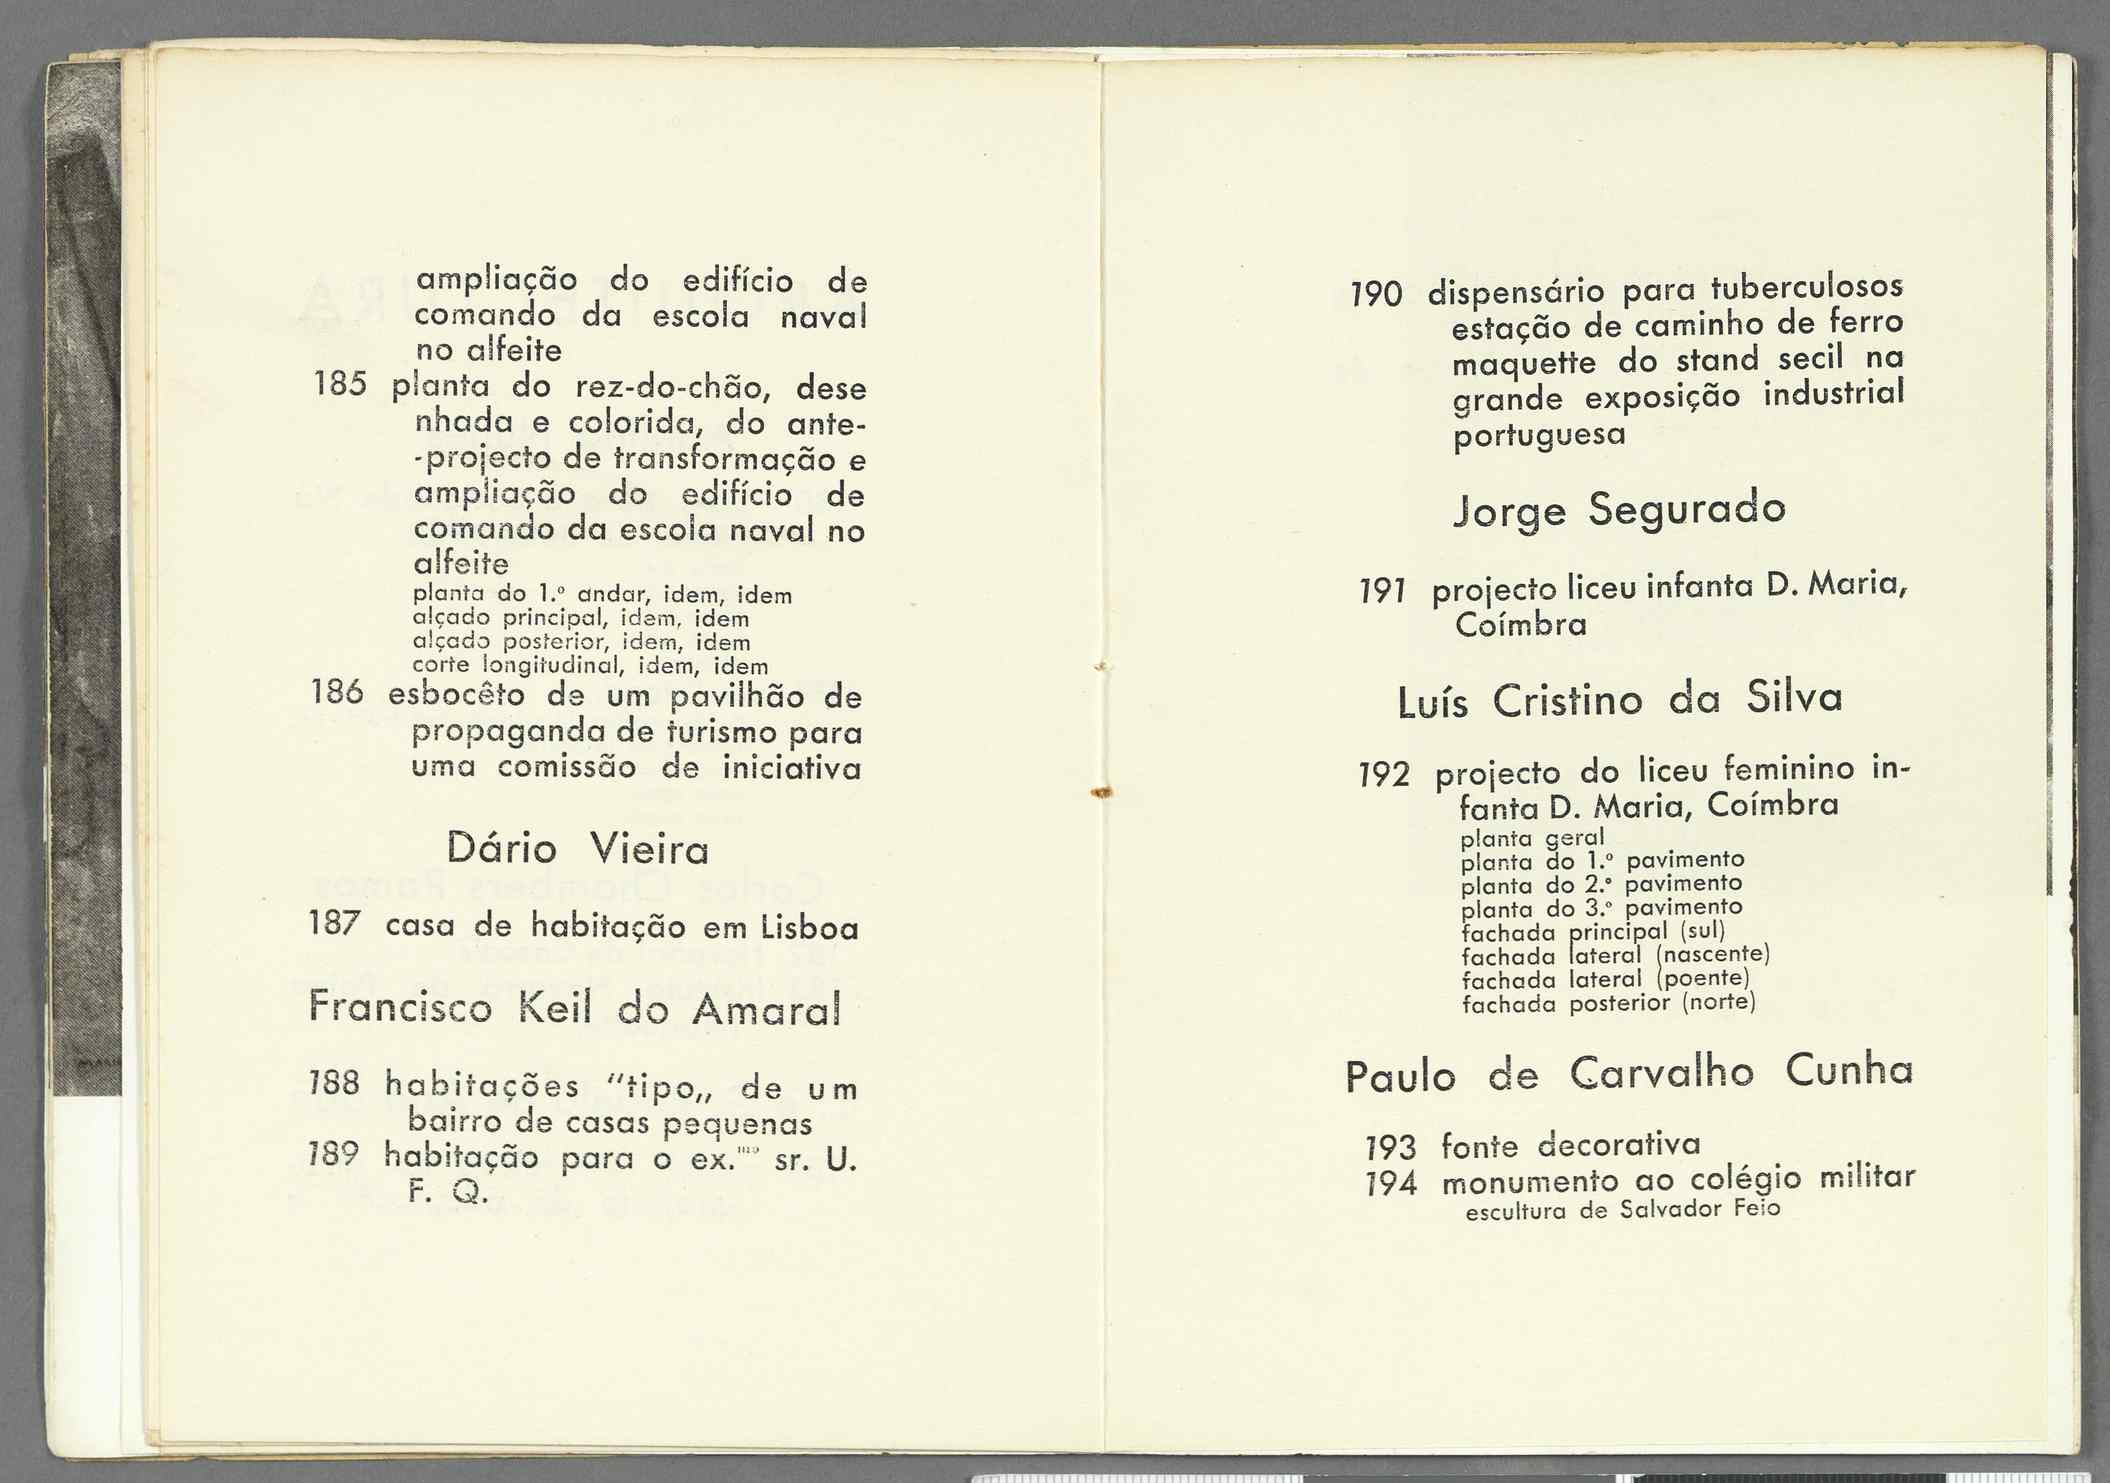 ampliação do edifício de
comando da escola naval
no alfeite
185 planta do rez-do-chão, dese
nhada e colorida, do ante-
-projecto de transformação e
ampliação do edifício de
comando da escola naval no
alfeite
planta do 1.º andar, idem, idem
alçado principal, idem, idem
alçado posterior, idem, idem
corte longitudinal, idem, idem
186 esbocêto de um pavilhão de
propaganda de turismo para
uma comissão de iniciativa
Dário Vieira
187 casa de habitação em Lisboa
Francisco Keil do Amaral
188 habitações “tipo„ de um
bairro de casas pequenas
189 habitação para o ex.mo sr. U.
F. Q.
190 dispensário para tuberculosos
estação de caminho de ferro
maquette do stand secil na
grande exposição industrial
portuguesa
Jorge Segurado
191 projecto liceu infanta D. Maria,
Coímbra
Luís Cristino da Silva
192 projecto do liceu feminino in-
fanta D. Maria, Coímbra
planta geral
planta do 1.º pavimento
planta do 2.º pavimento
planta do 3.º pavimento
fachada principal (sul)
fachada lateral (nascente)
fachada lateral (poente)
fachada posterior (norte)
Paulo de Carvalho Cunha
193 fonte decorativa
194 monumento ao colégio militar
escultura de Salvador Feio